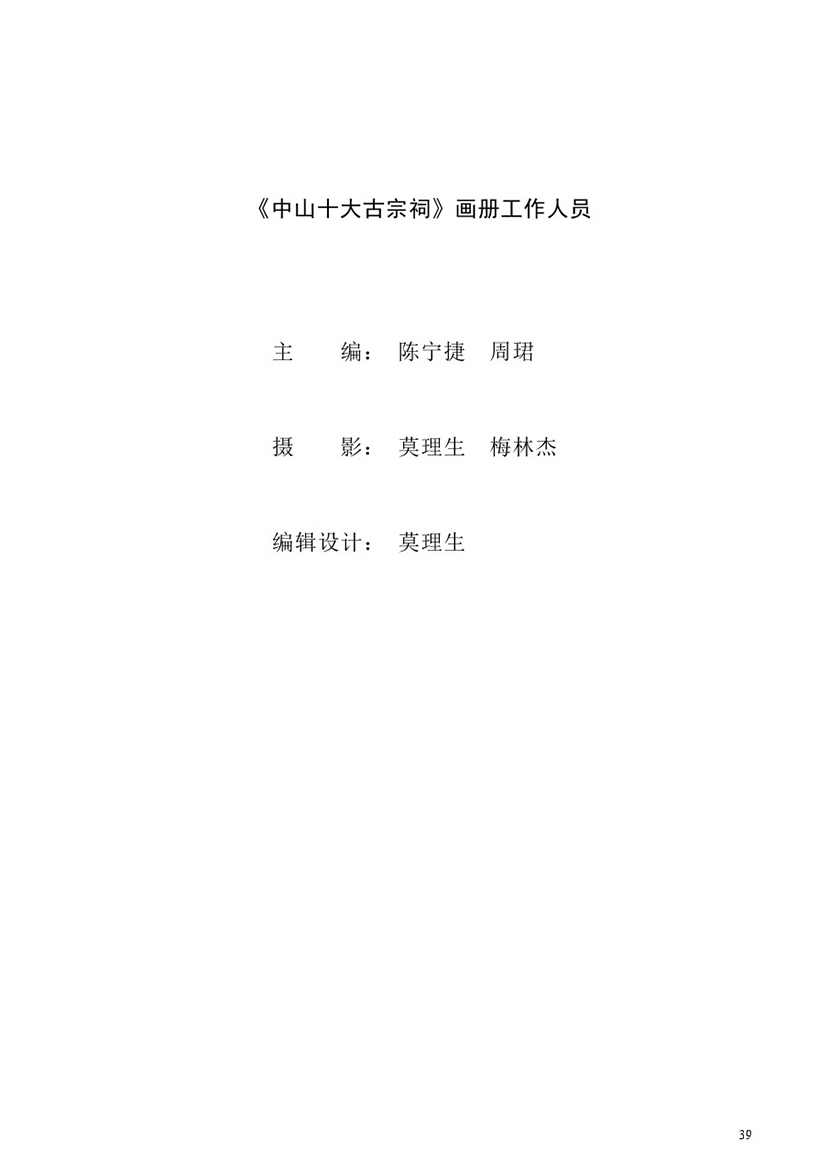 《中山十大古宗祠》画册工作人员
主　　编： 陈宁捷　周珺
摄　　影： 莫理生　梅林杰
编辑设计： 莫理生
39